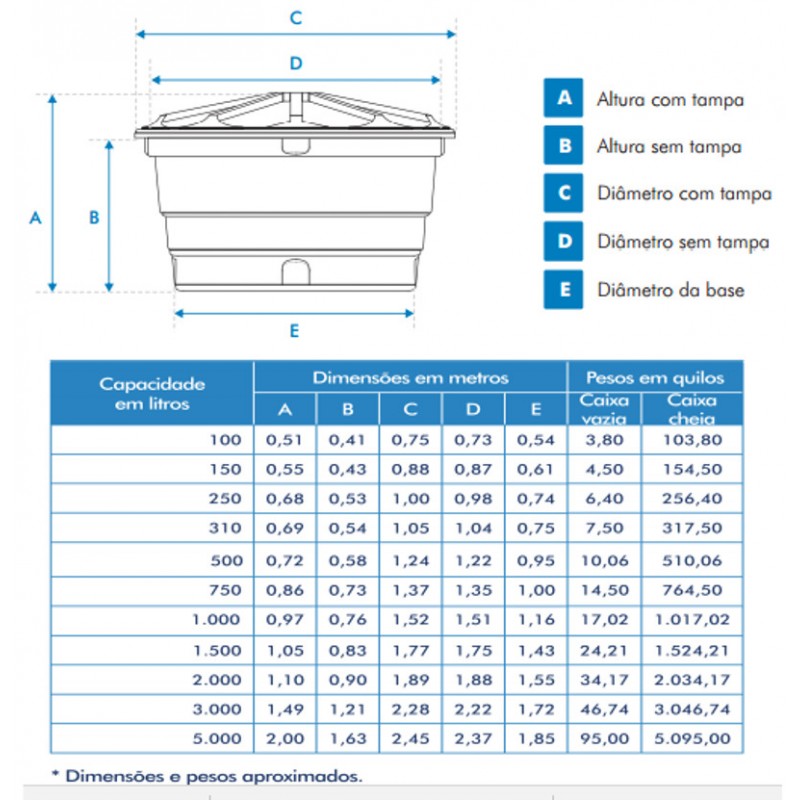 C
D
A
B
E
A Altura com tampa
B Altura sem tampa
C Diâmetro com tampa
D Diâmetro sem tampa
E Diâmetro da base
Capacidade em litros Dimensões em metros Pesos em quilos
A B C D E Caixa vazia Caixa cheia
100 0,51 0,41 0,75 0,73 0,54 3,80 103,80
150 0,55 0,43 0,88 0,87 0,61 4,50 154,50
250 0,68 0,53 1,00 0,98 0,74 6,40 256,40
310 0,69 0,54 1,05 1,04 0,75 7,50 317,50
500 0,72 0,58 1,24 1,22 0,95 10,06 510,06
750 0,86 0,73 1,37 1,35 1,00 14,50 764,50
1.000 0,97 0,76 1,52 1,51 1,16 17,02 1.017,02
1.500 1,05 0,83 1,77 1,75 1,43 24,21 1.524,21
2.000 1,10 0,90 1,89 1,88 1,55 34,17 2.034,17
3.000 1,49 1,21 2,28 2,22 1,72 46,74 3.046,74
5.000 2,00 1,63 2,45 2,37 1,85 95,00 5.095,00
* Dimensões e pesos aproximados.